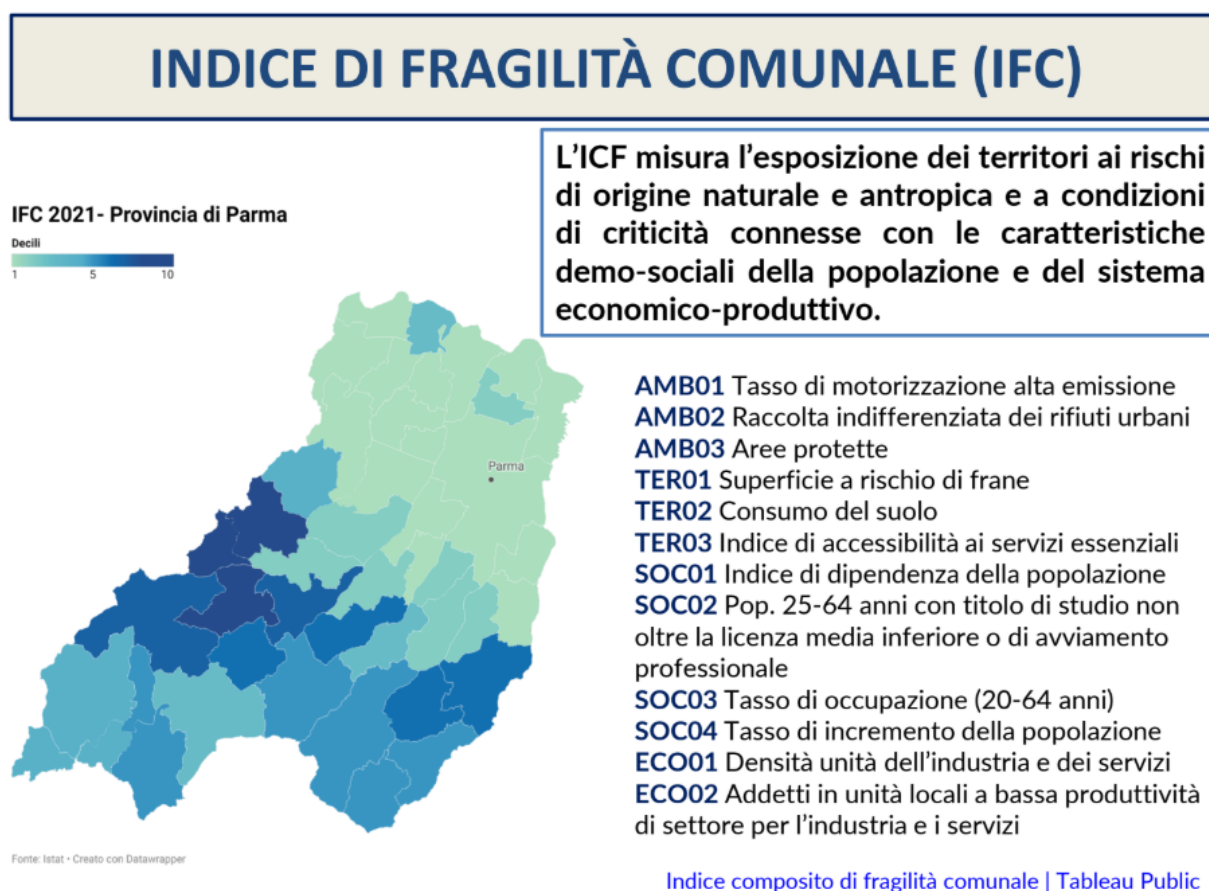 INDICE DI FRAGILITÀ COMUNALE (IFC)
L'ICF misura l'esposizione dei territori ai rischi
di origine naturale e antropica e a condizioni
di criticità connesse con le caratteristiche
demo-sociali della popolazione e del sistema
economico-produttivo.
IFC 2021- Provincia di Parma
Decili
1 5 10
Parma
AMB01 Tasso di motorizzazione alta emissione
AMB02 Raccolta indifferenziata dei rifiuti urbani
AMB03 Aree protette
TER01 Superficie a rischio di frane
TER02 Consumo del suolo
TER03 Indice di accessibilità ai servizi essenziali
SOC01 Indice di dipendenza della popolazione
SOC02 Pop. 25-64 anni con titolo di studio non
oltre la licenza media inferiore o di avviamento
professionale
SOC03 Tasso di occupazione (20-64 anni)
SOC04 Tasso di incremento della popolazione
ECO01 Densità unità dell'industria e dei servizi
ECO02 Addetti in unità locali a bassa produttività
di settore per l'industria e i servizi
Fonte: Istat • Creato con Datawrapper
Indice composito di fragilità comunale | Tableau Public